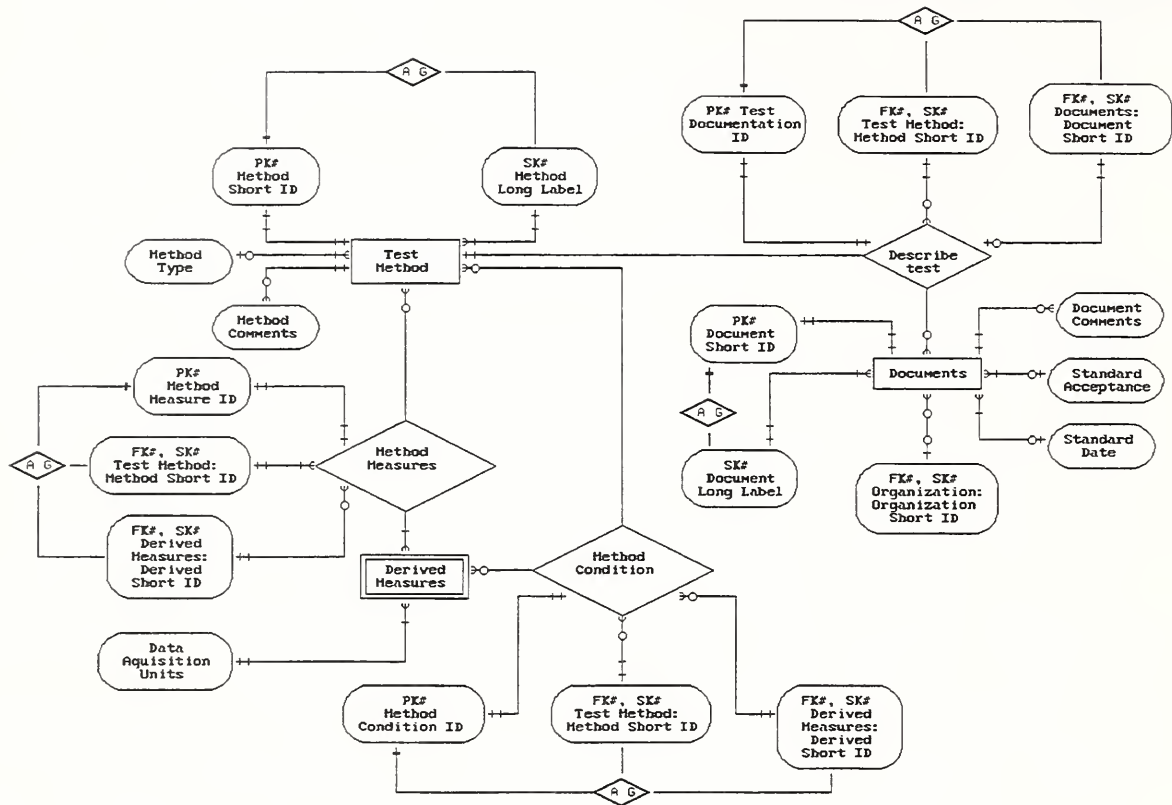 A G
PK# Test
Documentation
ID
FK#, SK#
Test Method:
Method Short ID
FK#, SK#
Documents:
Document
Short ID
A G
PK#
Method
Short ID
SK#
Method
Long Label
Method
Type
Test
Method
Describe
test
Method
Comments
PK#
Document
Short ID
Document
Comments
Documents
Standard
Acceptance
A G
SK#
Document
Long Label
Standard
Date
FK#, SK#
Organization:
Organization
Short ID
PK#
Method
Measure ID
A G
FK#, SK#
Test Method:
Method Short ID
Method
Measures
FK#, SK#
Derived
Measures:
Derived
Short ID
Derived
Measures
Method
Condition
Data
Aquisition
Units
PK#
Method
Condition ID
FK#, SK#
Test Method:
Method Short ID
FK#, SK#
Derived
Measures:
Derived
Short ID
A G